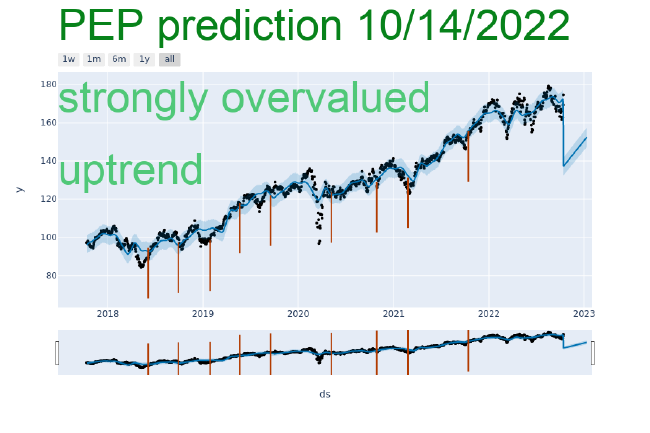 PEP prediction 10/14/2022
1w 1m 6m 1y all
strongly overvalued
uptrend
180
160
140
120
100
80
y
2018 2019 2020 2021 2022 2023
ds